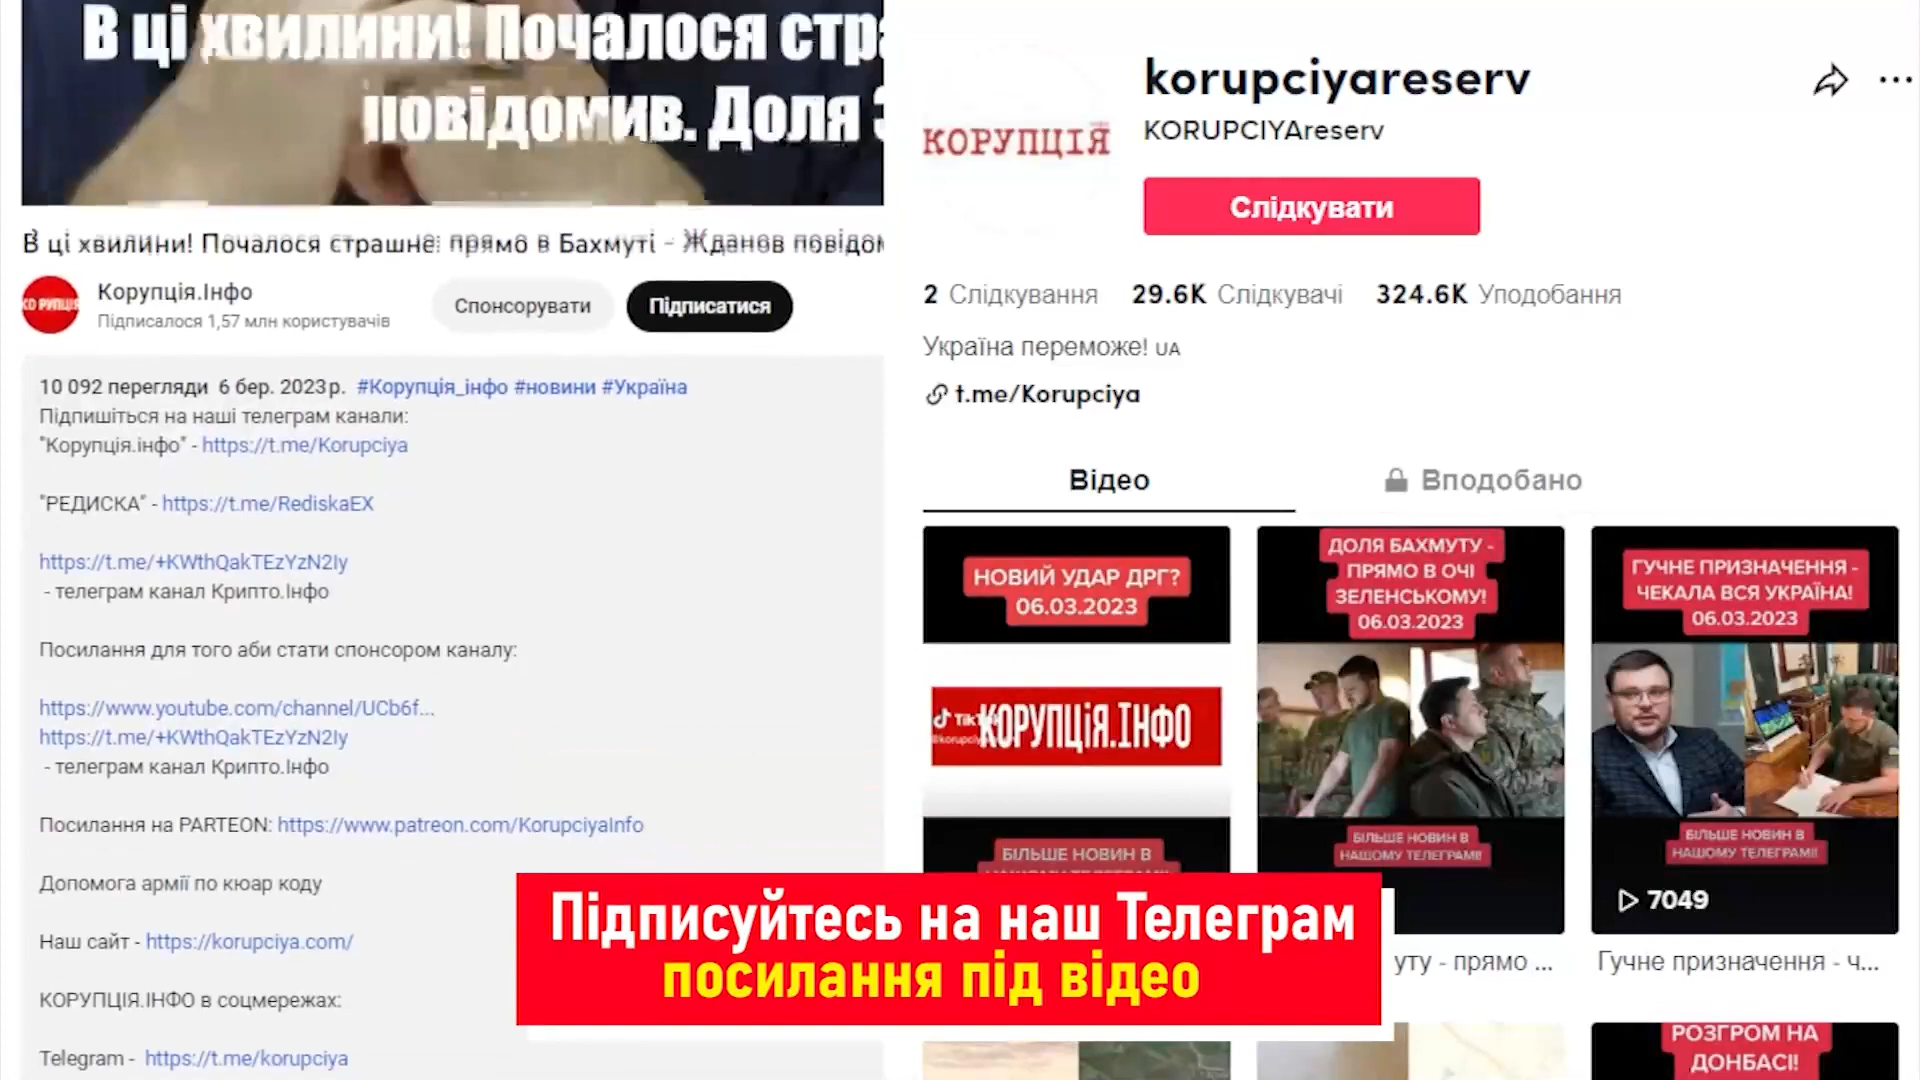 В ці хвилини! Почалося
повідомив. Доля
В ці хвилини! Почалося страшне: прямо в Бахмуті - Жданов
КОРУПЦІЯ
Корупція.Інфо
Підписалося 1,57 млн користувачів
Спонсорувати
Підписатися
10 092 перегляди 6 бер. 2023 р. #Корупція_інфо #новини #Україна
Підпишіться на наші телеграм канали:
"Корупція.інфо" - https://t.me/Korupciya
"РЕДИСКА" - https://t.me/RediskaEX
https://t.me/+KWthQakTEzYzN2Iy
- телеграм канал Крипто.Інфо
Посилання для того аби стати спонсором каналу:
https://www.youtube.com/channel/UCb6f...
https://t.me/+KWthQakTEzYzN2Iy
- телеграм канал Крипто.Інфо
Посилання на PARTEON: https://www.patreon.com/KorupciyaInfo
Допомога армії по кюар коду
Наш сайт - https://korupciya.com/
КОРУПЦІЯ.ІНФО в соцмережах:
Telegram - https://t.me/korupciya
КОРУПЦІЯ
korupciyareserv
KORUPCIYAreserv
Слідкувати
2 Слідкування 29.6K Слідкувачі 324.6K Уподобання
Україна переможе! UA
t.me/Korupciya
Відео
Вподобано
НОВИЙ УДАР ДРГ?
06.03.2023
КОРУПЦіЯ.ІНФО
БІЛЬШЕ НОВИН В
ДОЛЯ БАХМУТУ -
ПРЯМО В ОЧІ
ЗЕЛЕНСЬКОМУ!
06.03.2023
БІЛЬШЕ НОВИН В
НАШОМУ ТЕЛЕГРАМІ!
уту - прямо ...
ГУЧНЕ ПРИЗНАЧЕННЯ -
ЧЕКАЛА ВСЯ УКРАЇНА!
06.03.2023
БІЛЬШЕ НОВИН В
НАШОМУ ТЕЛЕГРАМІ!
7049
Гучне призначення - ч...
РОЗГРОМ НА
ДОНБАСІ!
Підписуйтесь на наш Телеграм
посилання під відео